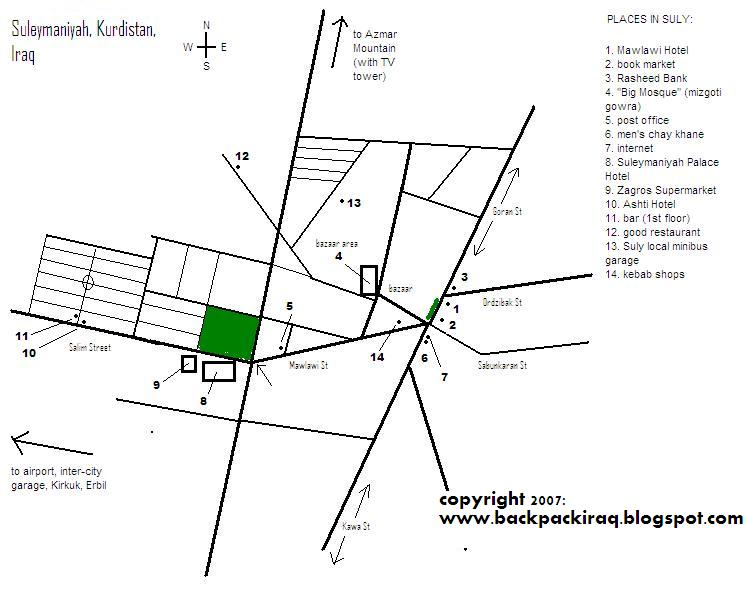 Suleymaniyah, Kurdistan,
Iraq
N
W E
S
to Azmar
Mountain
(with TV
tower)
PLACES IN SULY:
1. Mawlawi Hotel
2. book market
3. Rasheed Bank
4. "Big Mosque" (mizgoti
gowra)
5. post office
6. men's chay khane
7. internet
8. Suleymaniyah Palace
Hotel
9. Zagros Supermarket
10. Ashti Hotel
11. bar (1st floor)
12. good restaurant
13. Suly local minibus
garage
14. kebab shops
12
13
Goran St
bazaar area
4
bazaar
3
1
Ordzibak St
2
5
14
11
10
Salim Street
9
8
Mawlawi St
6
7
Sabunkaran St
to airport, inter-city
garage, Kirkuk, Erbil
Kawa St
copyright 2007:
www.backpackiraq.blogspot.com